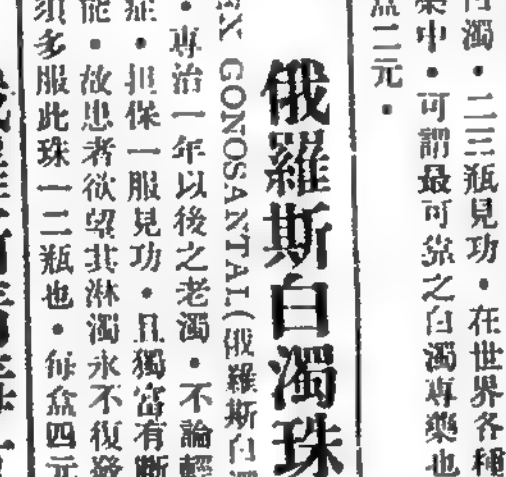 白濁•二三瓶見功•在世界各種
藥中•可謂最可靠之白濁專藥也
盒二元•
俄羅斯白濁珠
EX GONOSANTAL(俄羅斯白濁
•專治一年以後之老濁•不論輕
症•担保一服見功•且獨富有斷
能•故患者欲望其淋濁永不復發
須多服此珠一二瓶也•每盒四元